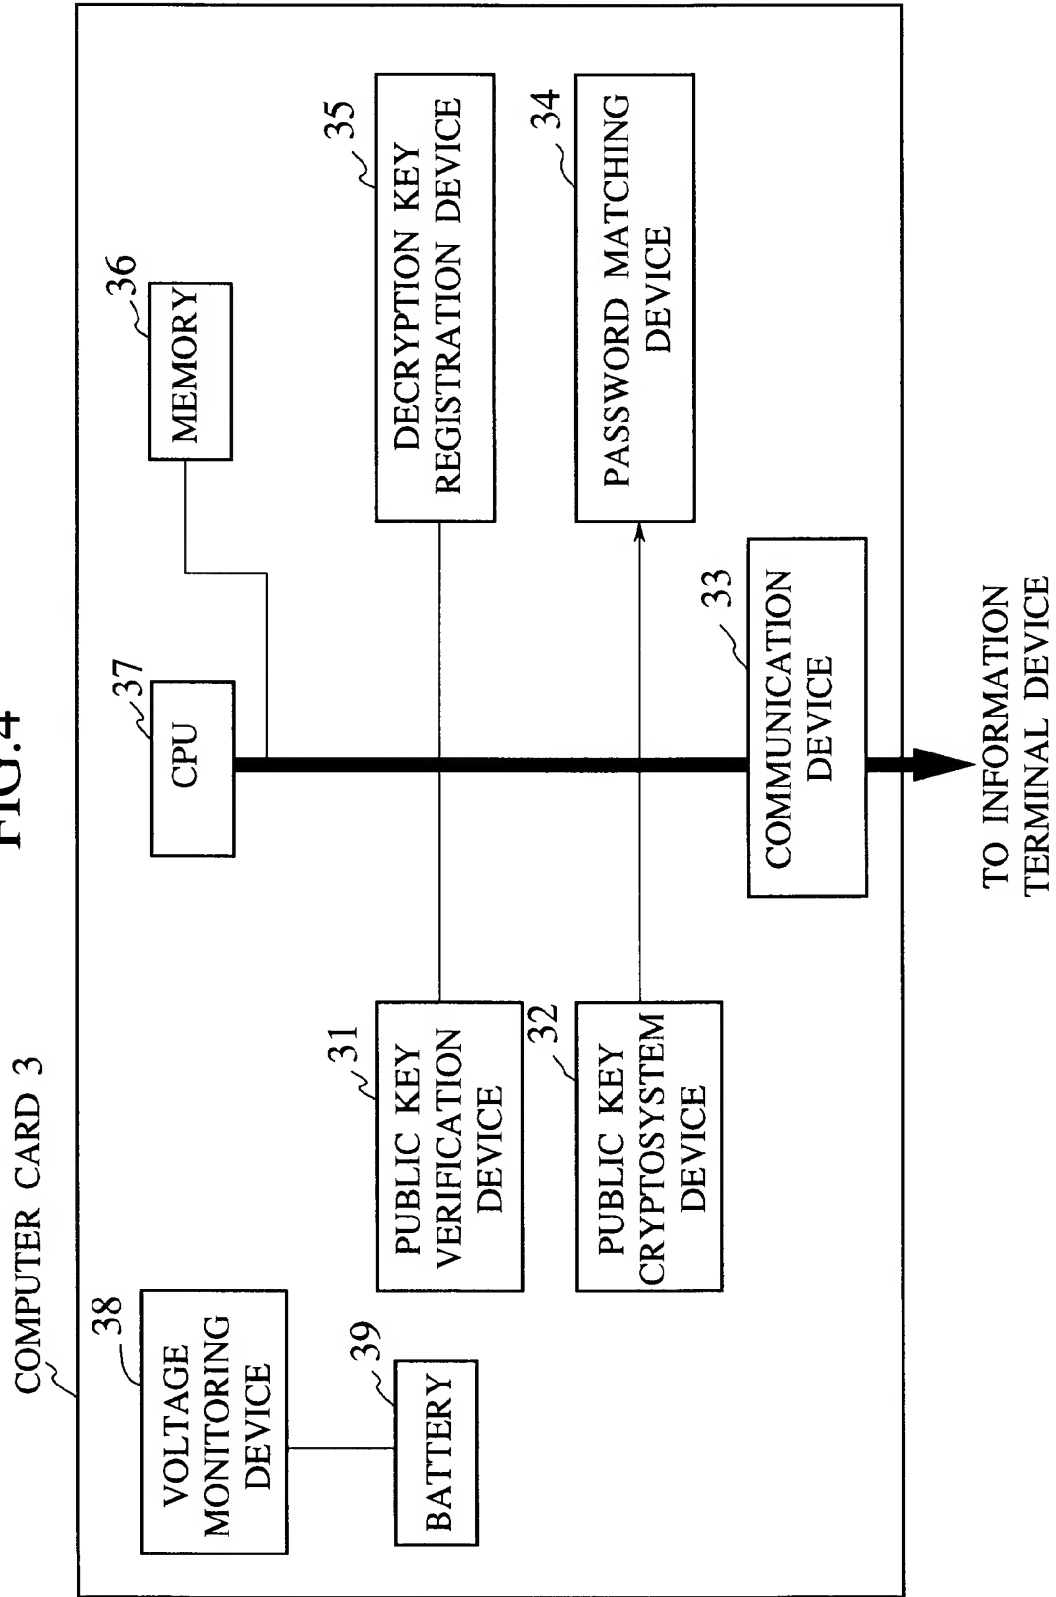 FIG.4
COMPUTER CARD 3
38
VOLTAGE
MONITORING
DEVICE
39
BATTERY
37
CPU
36
MEMORY
31
PUBLIC KEY
VERIFICATION
DEVICE
35
DECRYPTION KEY
REGISTRATION DEVICE
32
PUBLIC KEY
CRYPTOSYSTEM
DEVICE
34
PASSWORD MATCHING
DEVICE
33
COMMUNICATION
DEVICE
TO INFORMATION
TERMINAL DEVICE